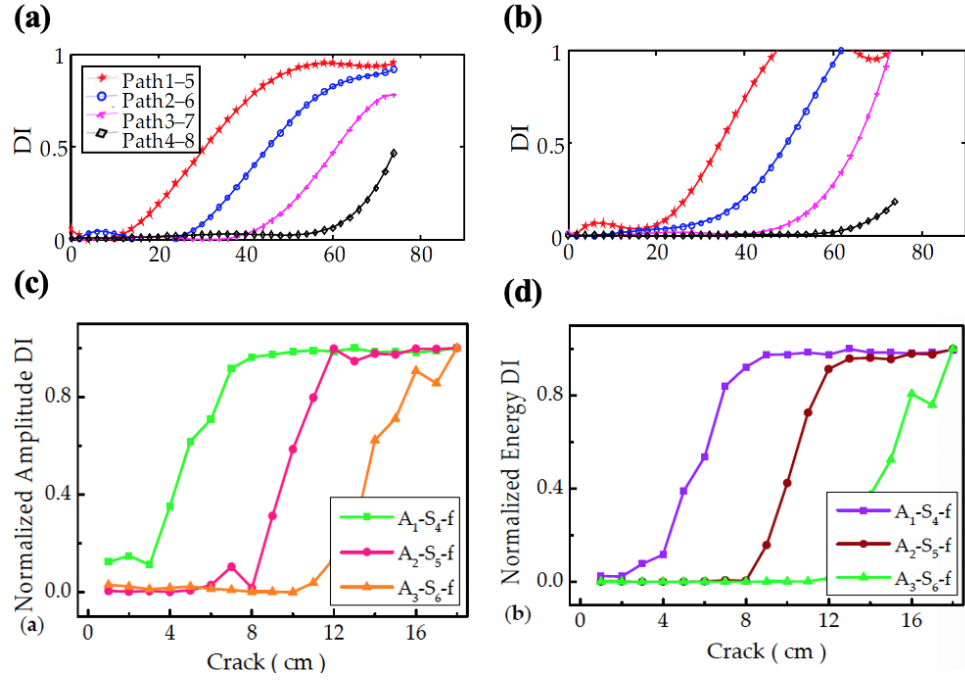 (a)
1
0.5
0
DI
Path1–5
Path2–6
Path3–7
Path4–8
0 20 40 60 80
(b)
1
0.5
0
DI
0 20 40 60 80
(c)
Normalized Amplitude DI
0.8
0.4
0.0
A1-S4-f
A2-S5-f
A3-S6-f
(a)
0 4 8 12 16
Crack ( cm )
(d)
Normalized Energy DI
0.8
0.4
0.0
A1-S4-f
A2-S5-f
A3-S6-f
(b)
0 4 8 12 16
Crack ( cm )